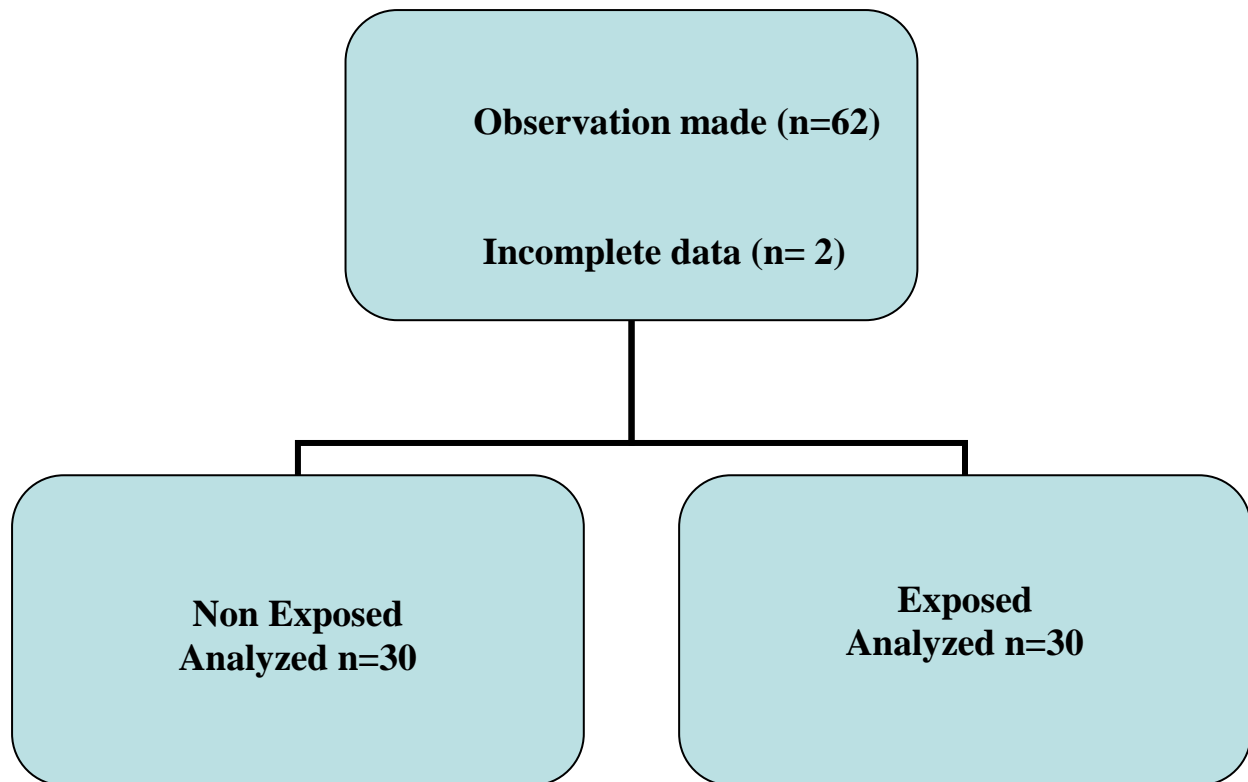 Observation made (n=62)
Incomplete data (n= 2)
Non Exposed
Analyzed n=30
Exposed
Analyzed n=30